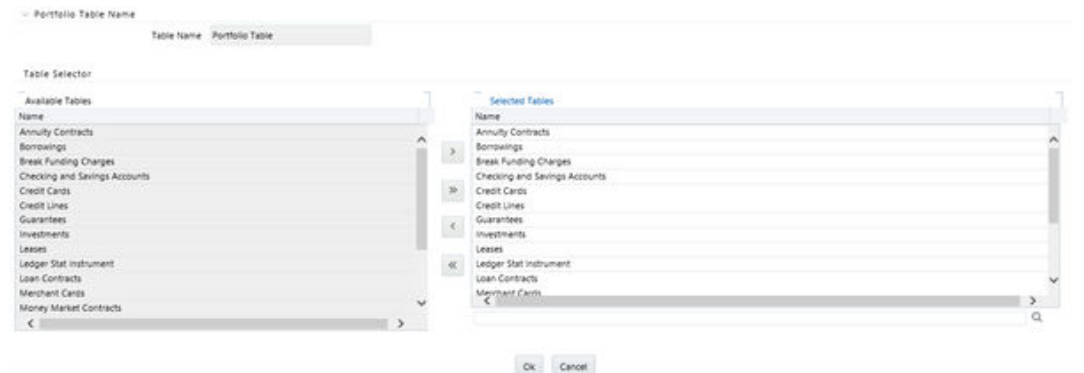 Portfolio Table Name
Table Name Portfolio Table
Table Selector
Available Tables
Name
Annuity Contracts
Borrowings
Break Funding Charges
Checking and Savings Accounts
Credit Cards
Credit Lines
Guarantees
Investments
Leases
Ledger Stat Instrument
Loan Contracts
Merchant Cards
Money Market Contracts
Selected Tables
Name
Annuity Contracts
Borrowings
Break Funding Charges
Checking and Savings Accounts
Credit Cards
Credit Lines
Guarantees
Investments
Leases
Ledger Stat Instrument
Loan Contracts
Merchant Cards
Ok Cancel